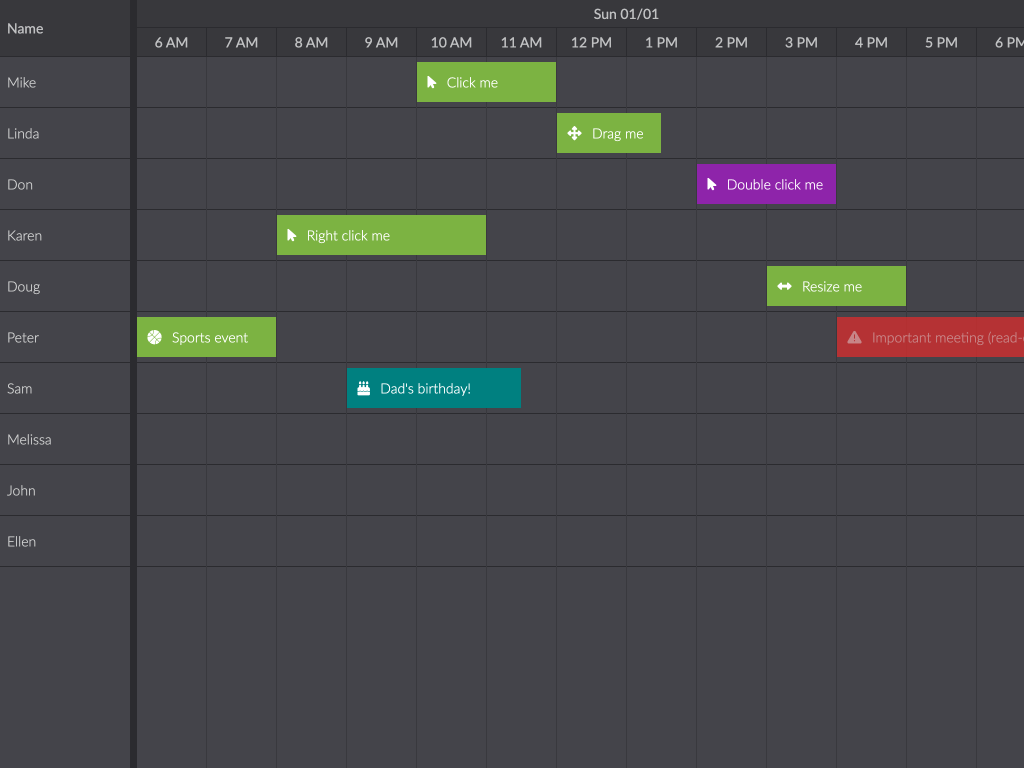 Name
Sun 01/01
6 AM 7 AM 8 AM 9 AM 10 AM 11 AM 12 PM 1 PM 2 PM 3 PM 4 PM 5 PM 6 PM
Mike Click me
Linda Drag me
Don Double click me
Karen Right click me
Doug Resize me
Peter Sports event Important meeting (read-
Sam Dad's birthday!
Melissa
John
Ellen